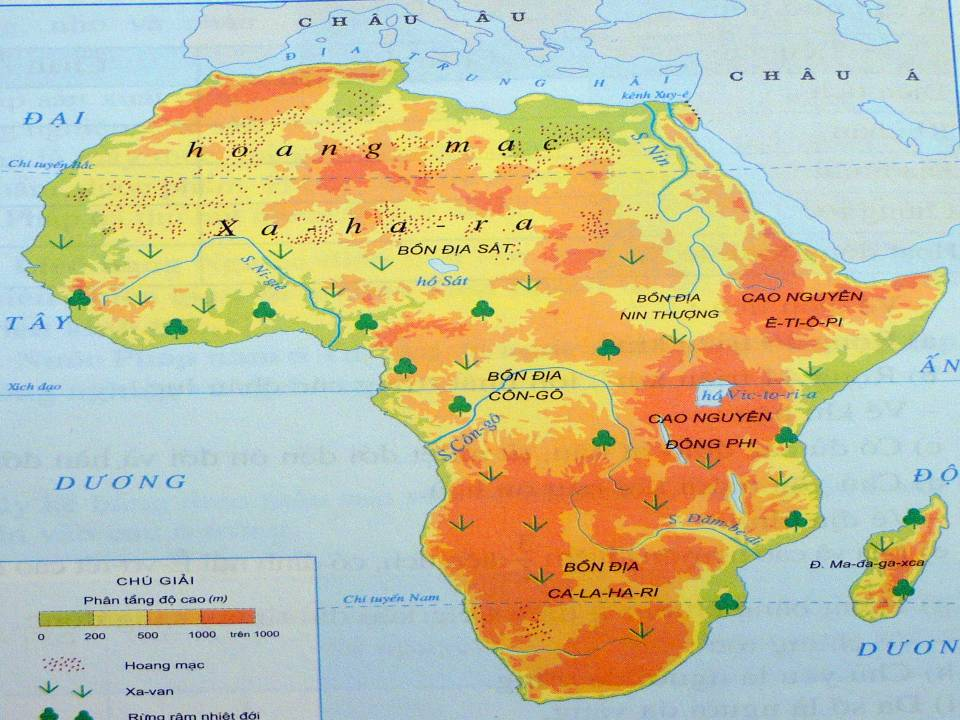 CHÂU ÂU
ĐỊA TRUNG HẢI
CHÂU Á
kênh Xuy-ê
ĐẠI
S. Nin
hoang mạc
Chí tuyến Bắc
Xa-ha-ra
BỒN ĐỊA SÁT
S. Ni-giê
hồ Sát
BỒN ĐỊA
NIN THƯỢNG
CAO NGUYÊN
Ê-TI-Ô-PI
TÂY
ẤN
BỒN ĐỊA
CÔN-GÔ
Xích đạo
hồ Vic-to-ri-a
S. Côn-gô
CAO NGUYÊN
ĐÔNG PHI
ĐỘ
DƯƠNG
S. Dăm-be-di
Đ. Ma-đa-ga-xca
BỒN ĐỊA
CA-LA-HA-RI
Chí tuyến Nam
DƯƠN
CHÚ GIẢI
Phân tầng độ cao (m)
0 200 500 1000 trên 1000
Hoang mạc
Xa-van
Rừng rậm nhiệt đới